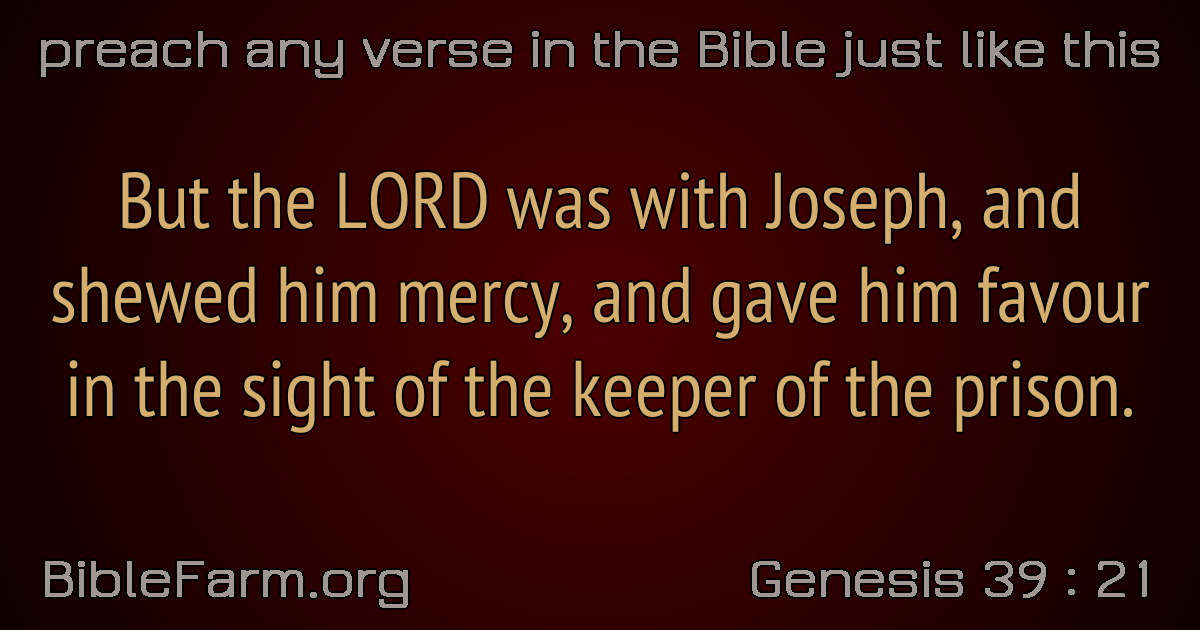 preach any verse in the Bible just like this
But the LORD was with Joseph, and
shewed him mercy, and gave him favour
in the sight of the keeper of the prison.
BibleFarm.org
Genesis 39 : 21